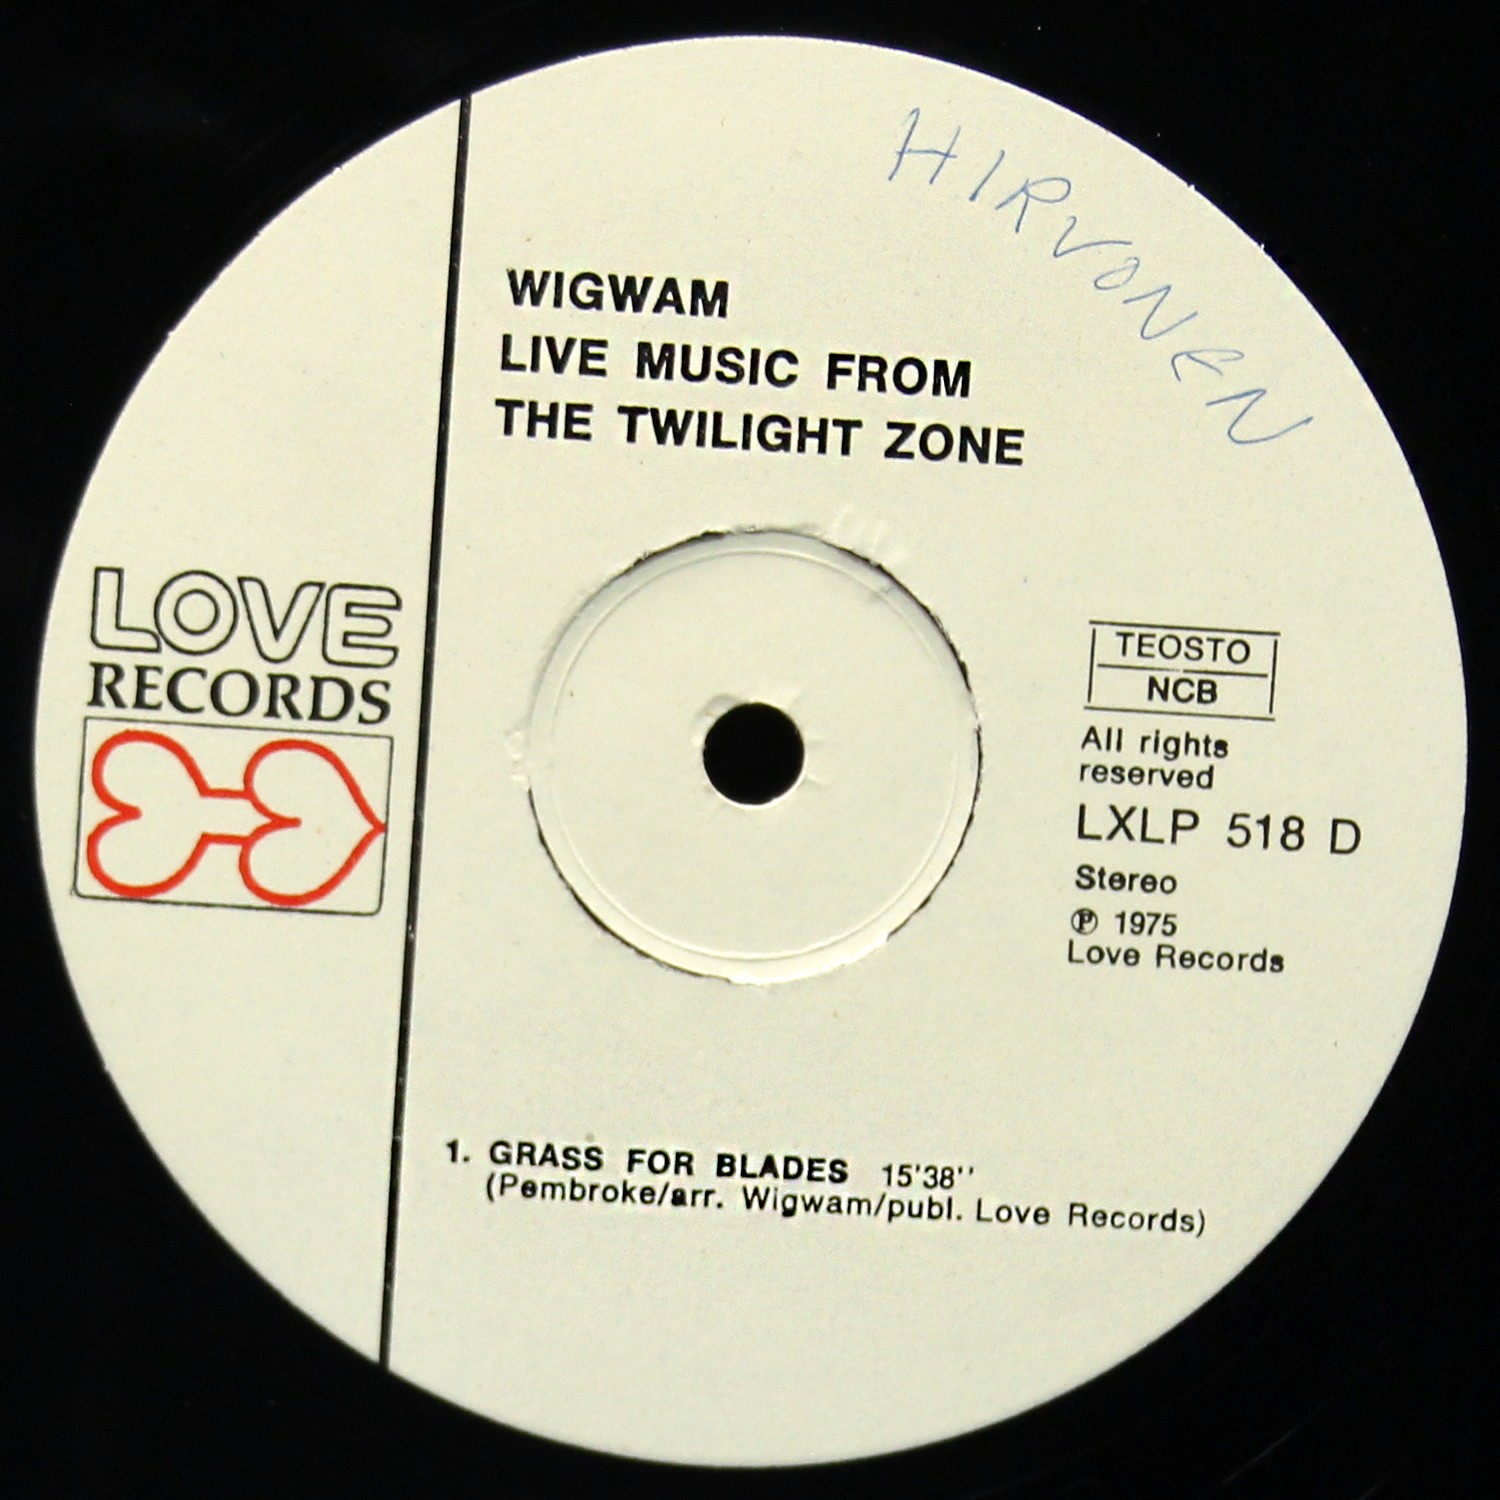 HIRVONEN
WIGWAM
LIVE MUSIC FROM
THE TWILIGHT ZONE
LOVE
RECORDS
TEOSTO
NCB
All rights
reserved
LXLP 518 D
Stereo
℗ 1975
Love Records
1. GRASS FOR BLADES 15'38''
(Pembroke/arr. Wigwam/publ. Love Records)